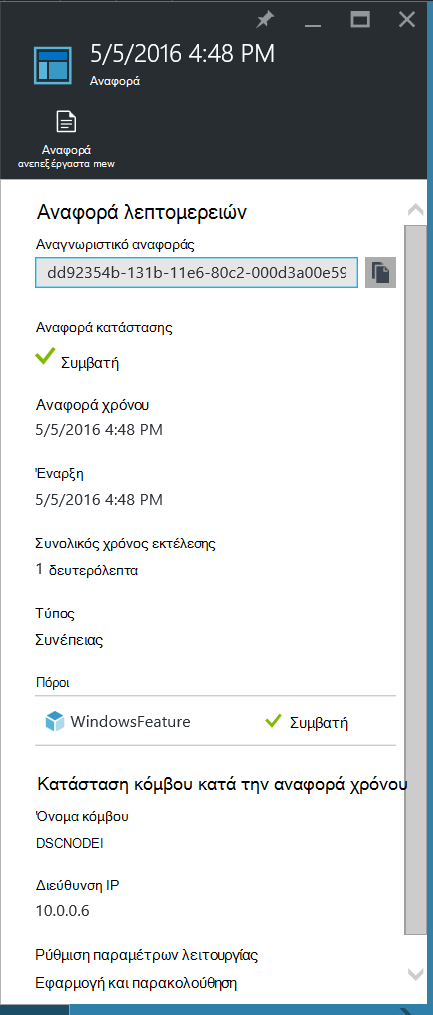 5/5/2016 4:48 PM
Αναφορά
Αναφορά
ανεπεξέργαστα mew
Αναφορά λεπτομερειών
Αναγνωριστικό αναφοράς
dd92354b-131b-11e6-80c2-000d3a00e59
Αναφορά κατάστασης
Συμβατή
Αναφορά χρόνου
5/5/2016 4:48 PM
Έναρξη
5/5/2016 4:48 PM
Συνολικός χρόνος εκτέλεσης
1 δευτερόλεπτα
Τύπος
Συνέπειας
Πόροι
WindowsFeature Συμβατή
Κατάσταση κόμβου κατά την αναφορά χρόνου
Όνομα κόμβου
DSCNODEI
Διεύθυνση IP
10.0.0.6
Ρύθμιση παραμέτρων λειτουργίας
Εφαρμογή και παρακολούθηση